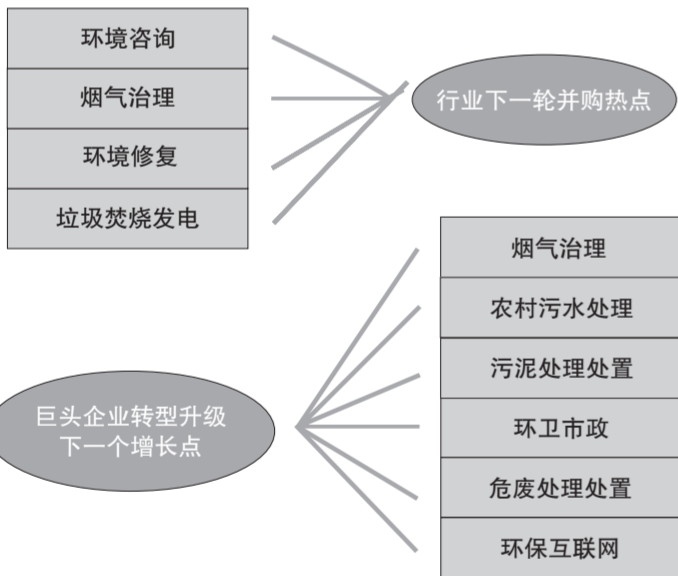 环境咨询
烟气治理
环境修复
垃圾焚烧发电
行业下一轮并购热点
烟气治理
农村污水处理
污泥处理处置
环卫市政
危废处理处置
环保互联网
巨头企业转型升级
下一个增长点